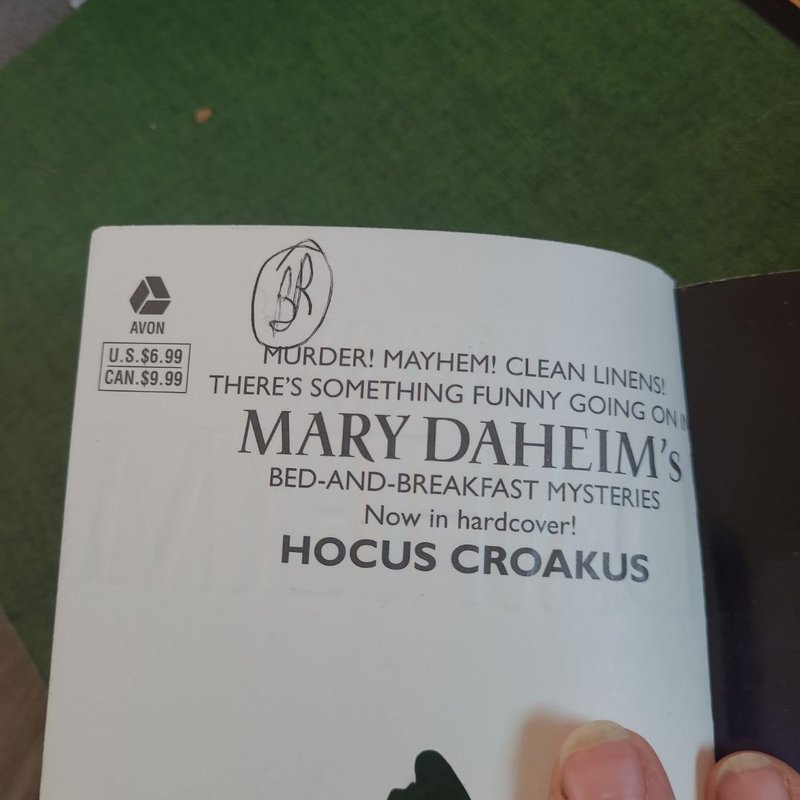 BR
AVON
U.S.$6.99
CAN.$9.99
MURDER! MAYHEM! CLEAN LINENS!
THERE'S SOMETHING FUNNY GOING ON IN
MARY DAHEIM's
BED-AND-BREAKFAST MYSTERIES
Now in hardcover!
HOCUS CROAKUS